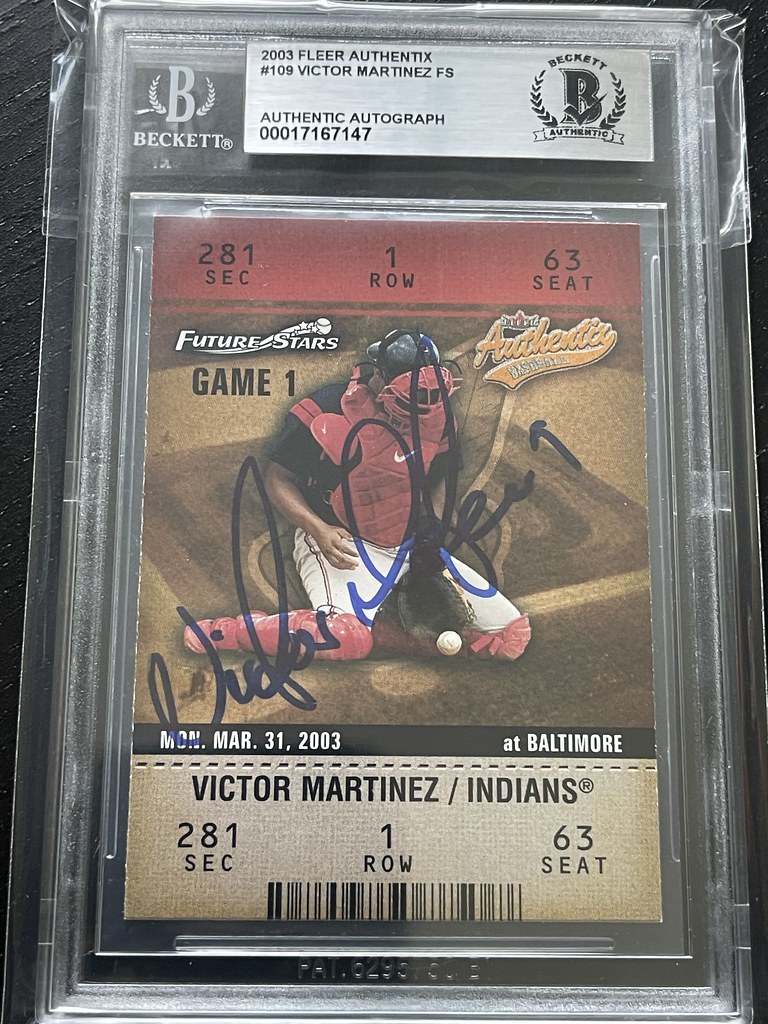 2003 FLEER AUTHENTIX
#109 VICTOR MARTINEZ FS
AUTHENTIC AUTOGRAPH
00017167147
B
BECKETT®
BECKETT
B
AUTHENTIC
281 1 63
SEC ROW SEAT
FUTURE STARS
FLEER
Authentix
BASEBALL
GAME 1
MON. MAR. 31, 2003 at BALTIMORE
VICTOR MARTINEZ / INDIANS®
281 1 63
SEC ROW SEAT